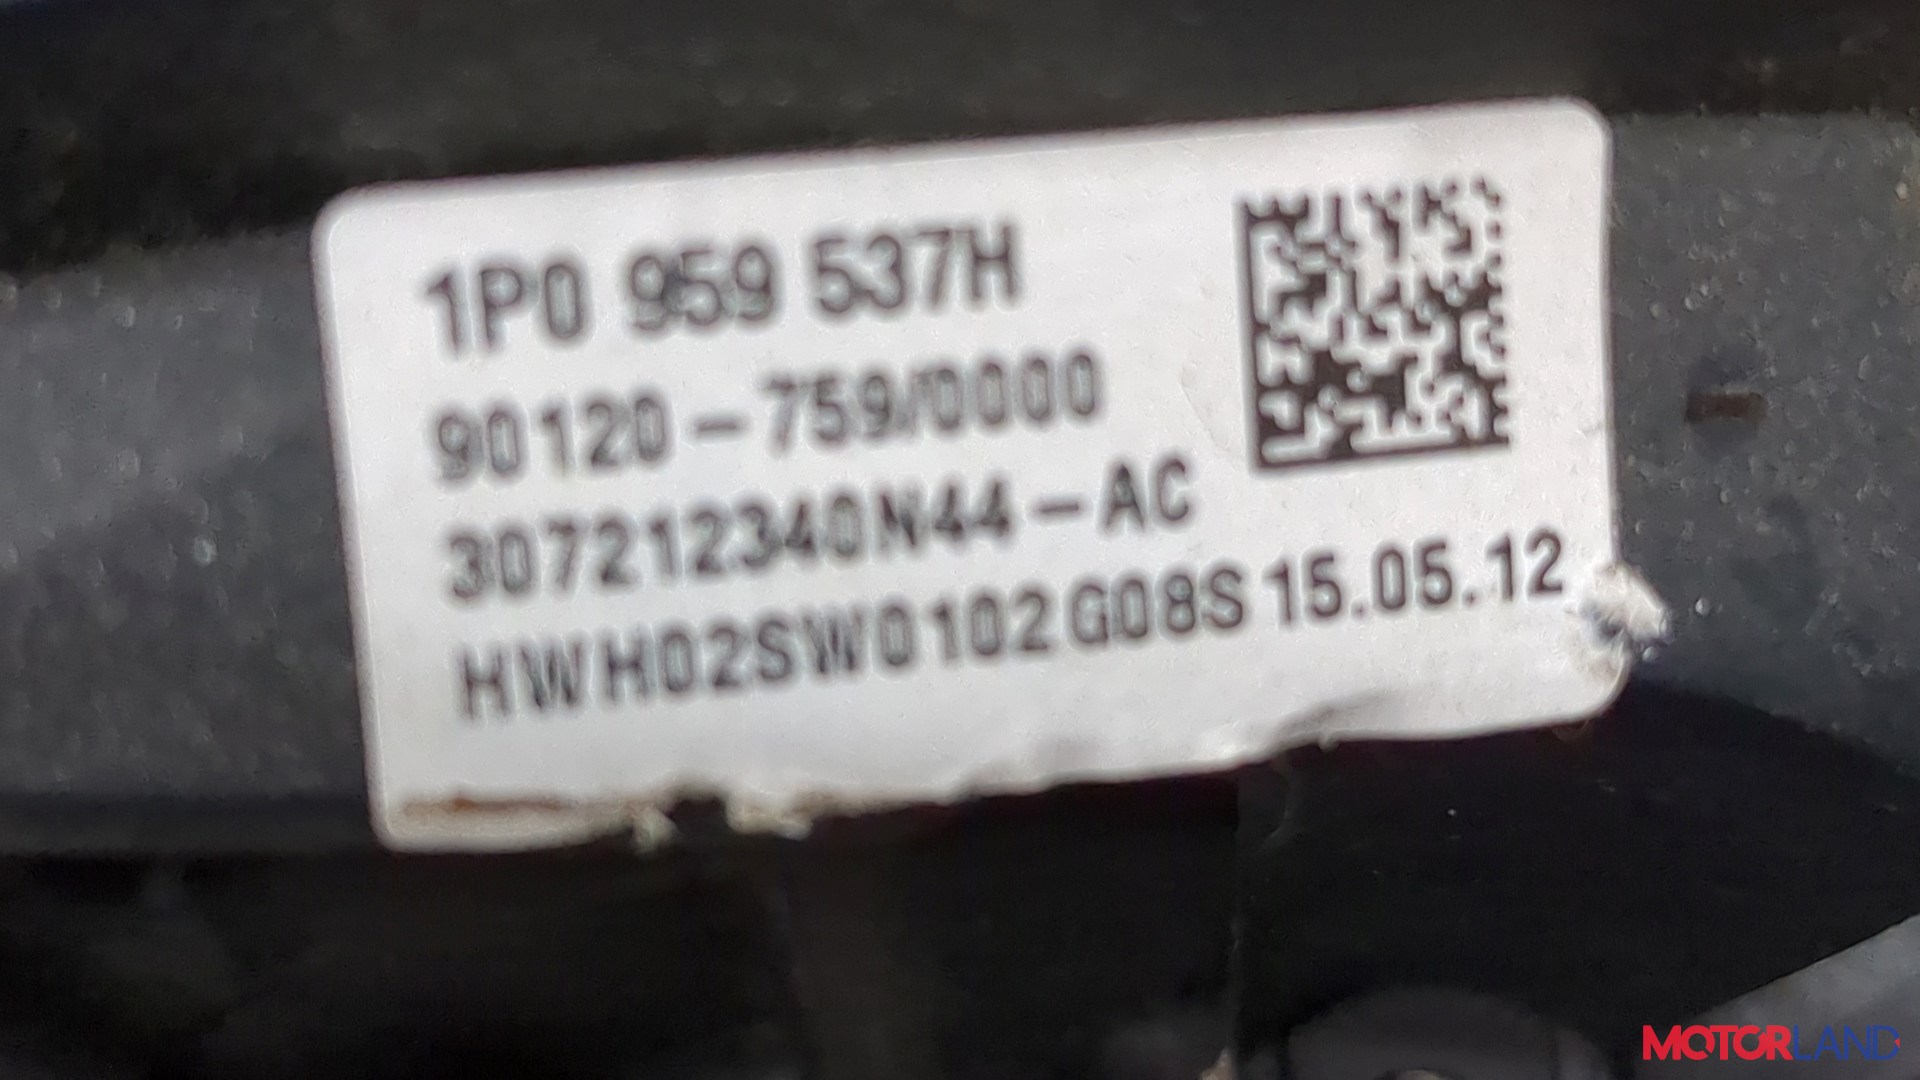 1P0 959 537H
90120-759/0000
307212340N44-AC
HWH02SW0102G08S 15.05.12
MOTORLAND